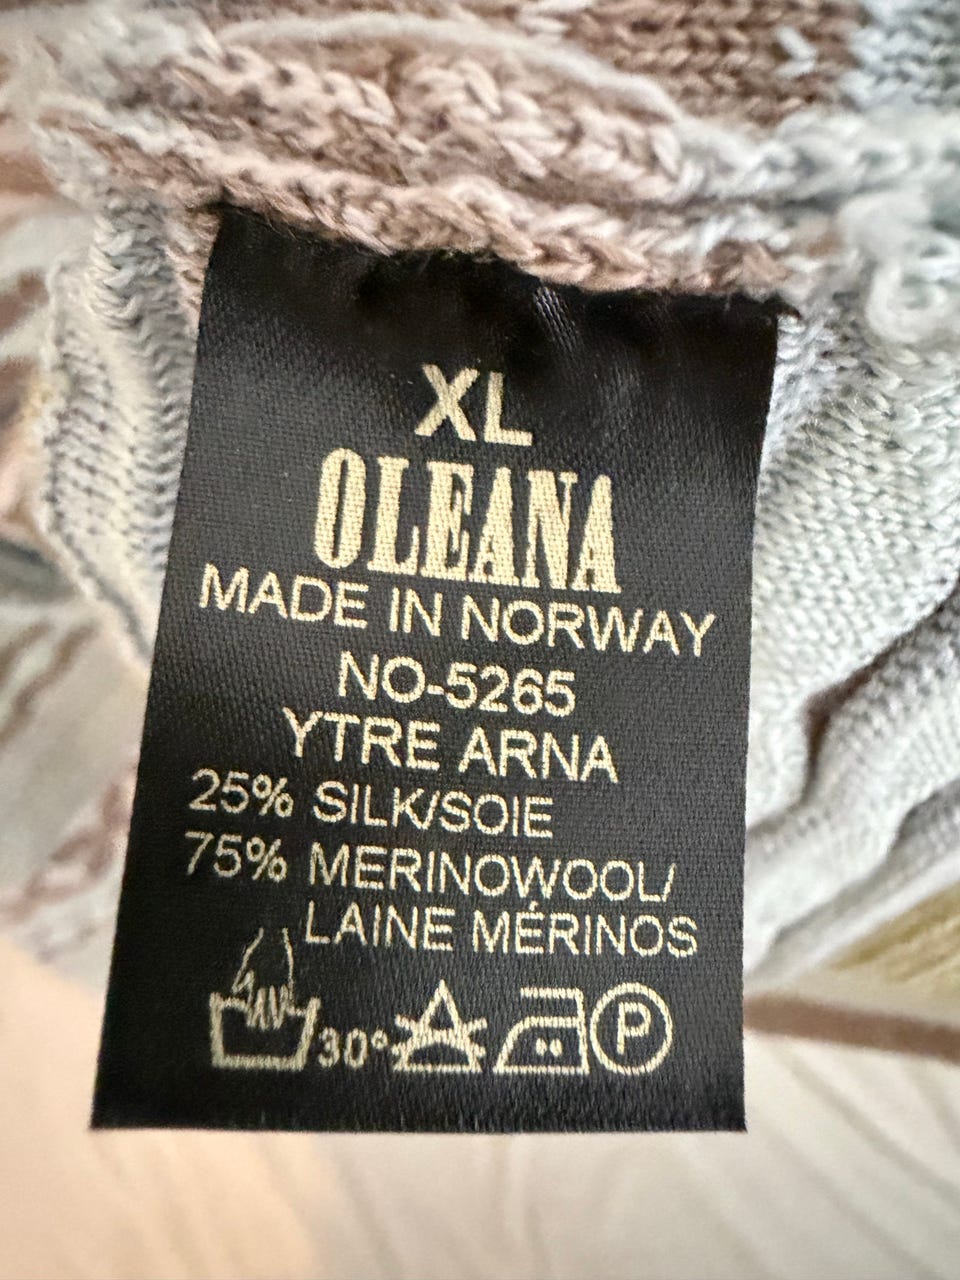 XL
OLEANA
MADE IN NORWAY
NO-5265
YTRE ARNA
25% SILK/SOIE
75% MERINOWOOL/
LAINE MÉRINOS
30°
P